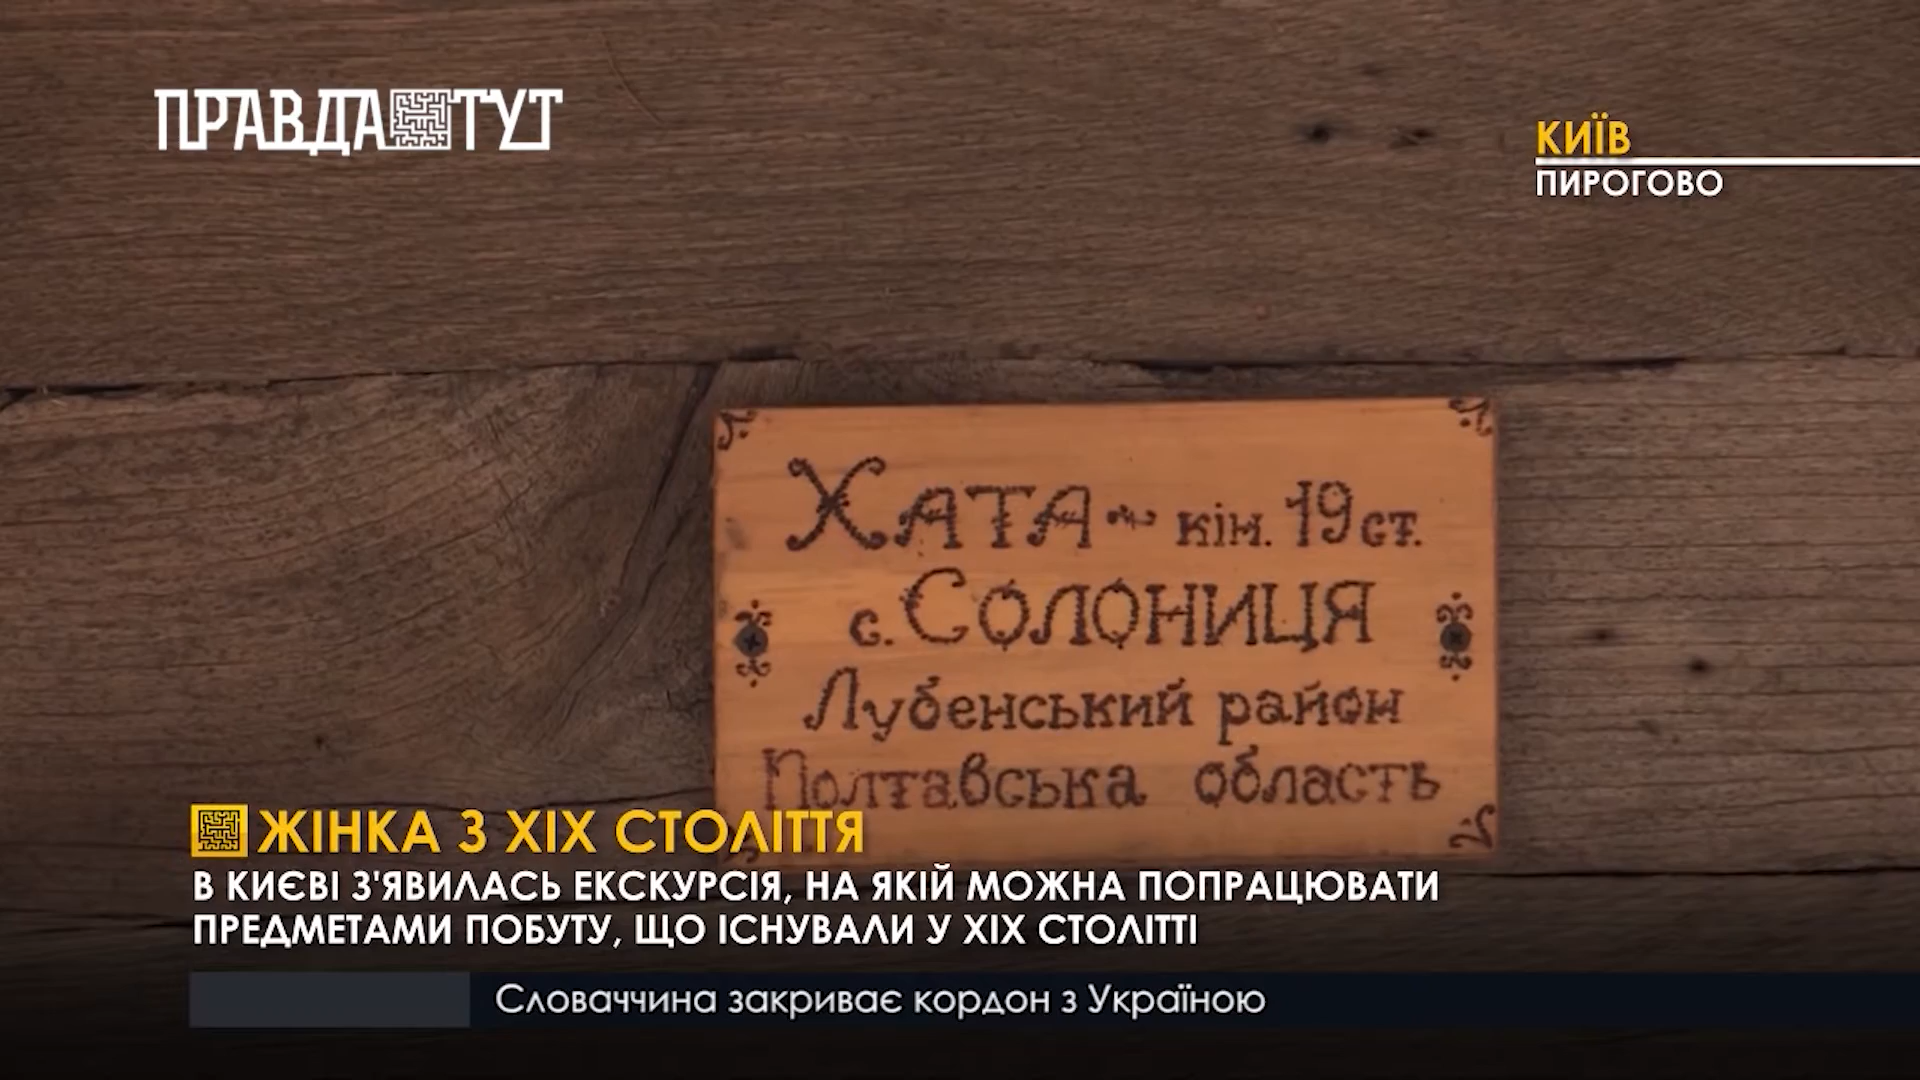 ПРАВДА ТУТ
КИЇВ
ПИРОГОВО
ХАТА ~ кін. 19 ст.
с. СОЛОНИЦЯ
Лубенський район
Полтавська область
ЖІНКА З ХІХ СТОЛІТТЯ
В КИЄВІ З'ЯВИЛАСЬ ЕКСКУРСІЯ, НА ЯКІЙ МОЖНА ПОПРАЦЮВАТИ
ПРЕДМЕТАМИ ПОБУТУ, ЩО ІСНУВАЛИ У ХІХ СТОЛІТТІ
Словаччина закриває кордон з Україною